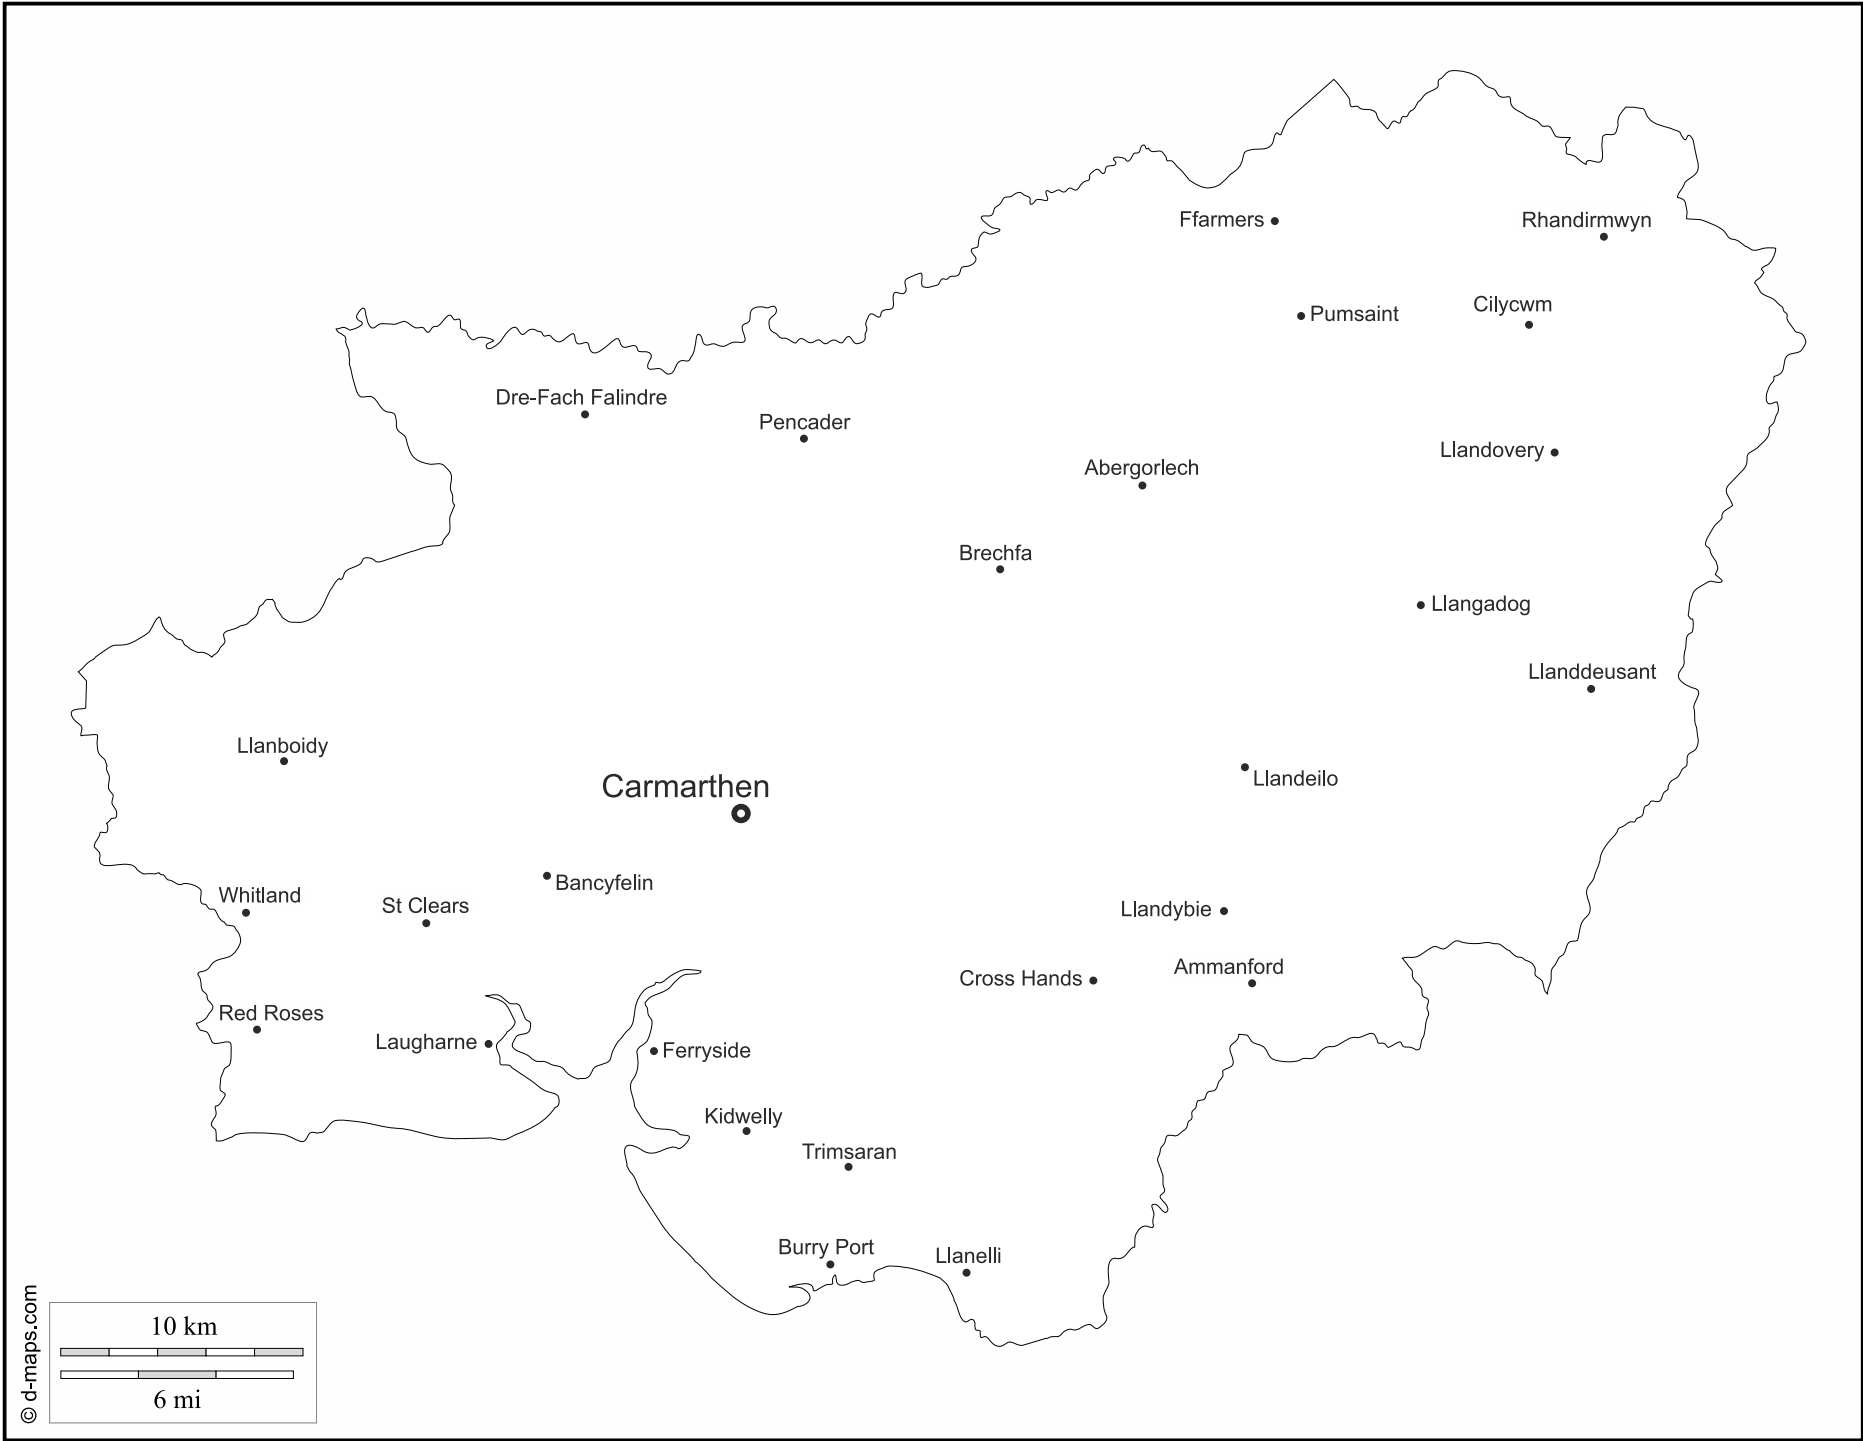 Ffarmers
Rhandirmwyn
Cilycwm
Pumsaint
Dre-Fach Falindre
Pencader
Llandovery
Abergorlech
Brechfa
Llangadog
Llanddeusant
Llanboidy
Llandeilo
Carmarthen
Bancyfelin
Whitland
St Clears
Llandybie
Ammanford
Cross Hands
Red Roses
Laugharne
Ferryside
Kidwelly
Trimsaran
Burry Port
Llanelli
10 km
6 mi
© d-maps.com